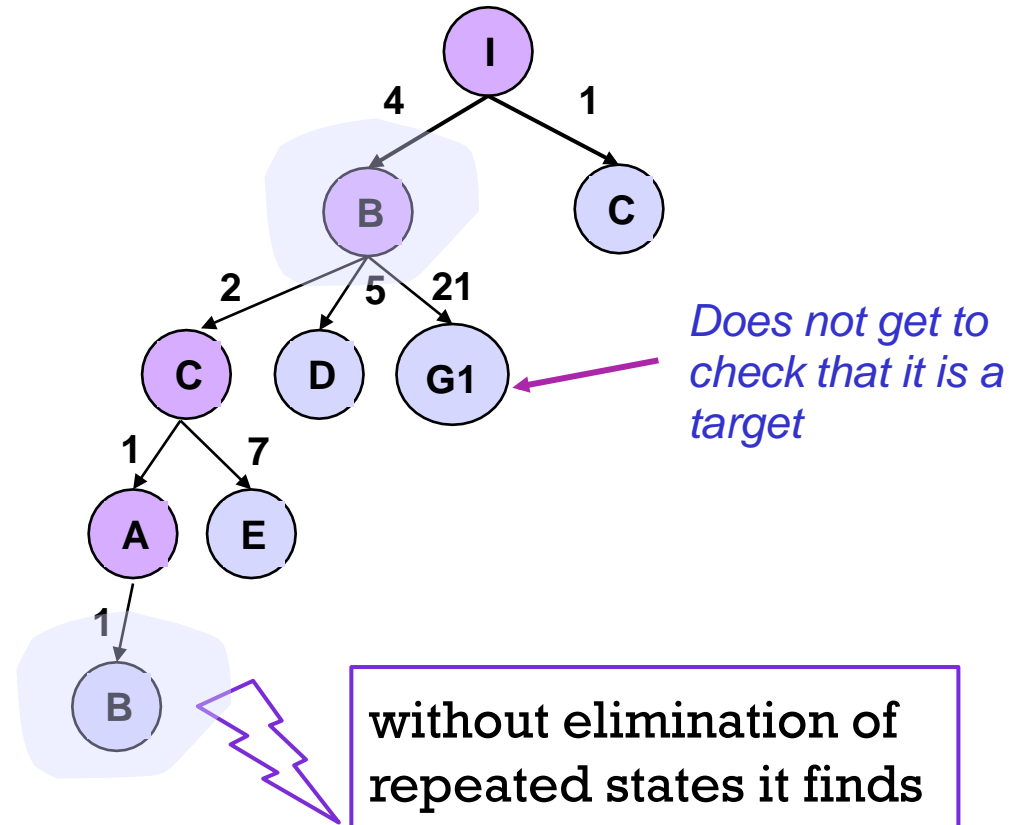 I
4 1
B C
2 5 21
C D G1
Does not get to
check that it is a
target
1 7
A E
1
B
without elimination of
repeated states it finds